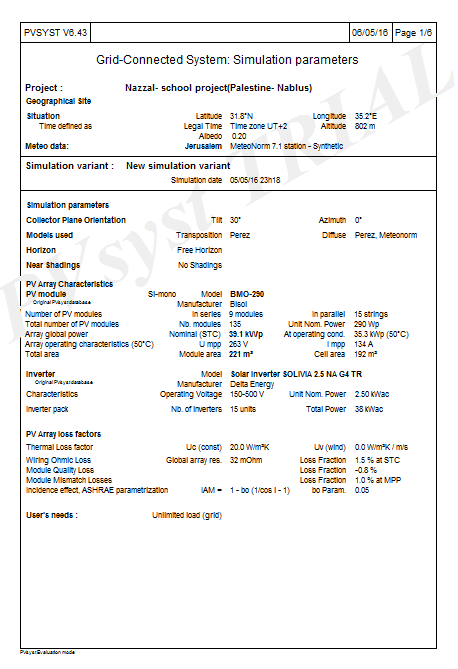 PVSYST V6.43 06/05/16 Page 1/6
Grid-Connected System: Simulation parameters
Project : Nazzal- school project(Palestine- Nablus)
Geographical Site
Situation Latitude 31.8°N Longitude 35.2°E
Time defined as Legal Time Time zone UT+2 Altitude 802 m
Albedo 0.20
Meteo data: Jerusalem MeteoNorm 7.1 station - Synthetic
Simulation variant : New simulation variant
Simulation date 05/05/16 23h18
Simulation parameters
Collector Plane Orientation Tilt 30° Azimuth 0°
Models used Transposition Perez Diffuse Perez, Meteonorm
Horizon Free Horizon
Near Shadings No Shadings
PV Array Characteristics
PV module Si-mono Model BMO-290
Original PVsyst database Manufacturer Bisol
Number of PV modules In series 9 modules In parallel 15 strings
Total number of PV modules Nb. modules 135 Unit Nom. Power 290 Wp
Array global power Nominal (STC) 39.1 kWp At operating cond. 35.3 kWp (50°C)
Array operating characteristics (50°C) U mpp 263 V I mpp 134 A
Total area Module area 221 m² Cell area 192 m²
Inverter Model Solar Inverter SOLIVIA 2.5 NA G4 TR
Original PVsyst database Manufacturer Delta Energy
Characteristics Operating Voltage 150-500 V Unit Nom. Power 2.50 kWac
Inverter pack Nb. of inverters 15 units Total Power 38 kWac
PV Array loss factors
Thermal Loss factor Uc (const) 20.0 W/m²K Uv (wind) 0.0 W/m²K / m/s
Wiring Ohmic Loss Global array res. 32 mOhm Loss Fraction 1.5 % at STC
Module Quality Loss Loss Fraction -0.8 %
Module Mismatch Losses Loss Fraction 1.0 % at MPP
Incidence effect, ASHRAE parametrization IAM = 1 - bo (1/cos i - 1) bo Param. 0.05
User's needs : Unlimited load (grid)
PVsyst TRIAL
PVsyst Evaluation mode